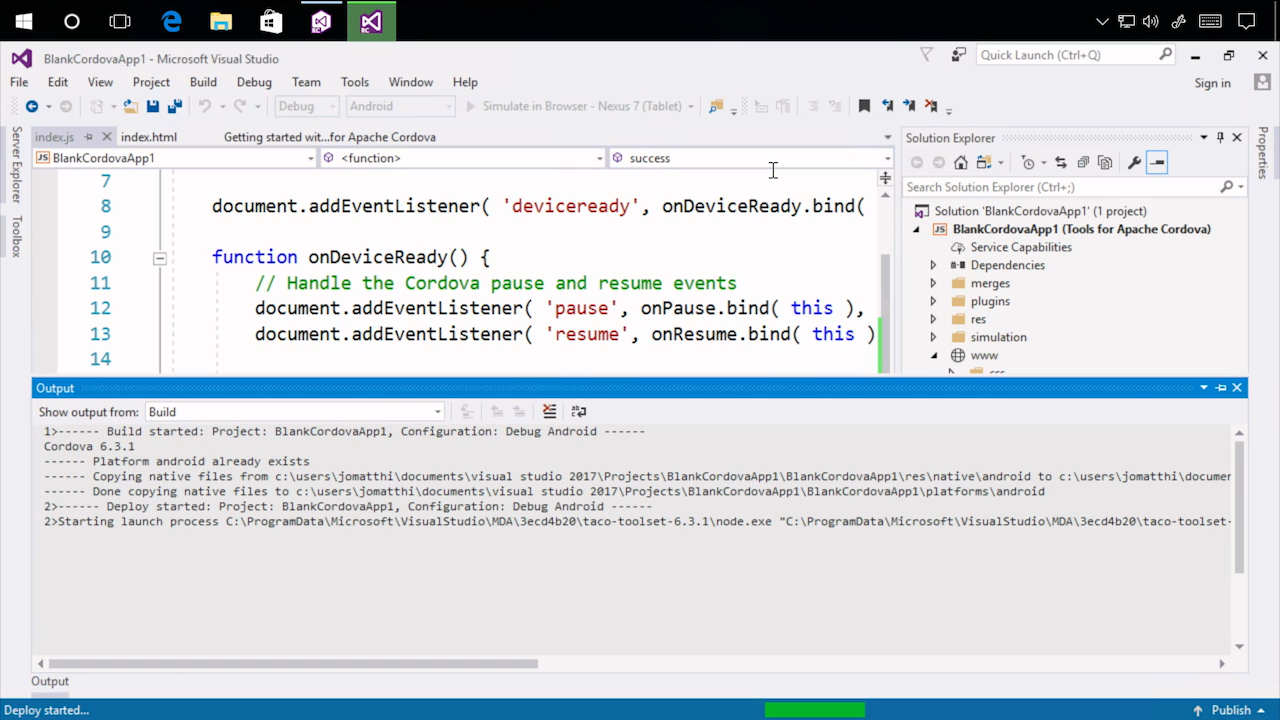 BlankCordovaApp1 - Microsoft Visual Studio
Quick Launch (Ctrl+Q)
File Edit View Project Build Debug Team Tools Window Help
Sign in
Debug Android Simulate in Browser - Nexus 7 (Tablet)
Server Explorer
Toolbox
index.js index.html Getting started wit...for Apache Cordova
BlankCordovaApp1 <function> success
7
8 document.addEventListener( 'deviceready', onDeviceReady.bind(
9
10 function onDeviceReady() {
11 // Handle the Cordova pause and resume events
12 document.addEventListener( 'pause', onPause.bind( this ),
13 document.addEventListener( 'resume', onResume.bind( this )
14
Solution Explorer
Search Solution Explorer (Ctrl+;)
Solution 'BlankCordovaApp1' (1 project)
BlankCordovaApp1 (Tools for Apache Cordova)
Service Capabilities
Dependencies
merges
plugins
res
simulation
www
Properties
Output
Show output from: Build
1>------ Build started: Project: BlankCordovaApp1, Configuration: Debug Android ------
Cordova 6.3.1
------ Platform android already exists
------ Copying native files from c:\users\jomatthi\documents\visual studio 2017\Projects\BlankCordovaApp1\BlankCordovaApp1\res\native\android to c:\users\jomatthi\documen
------ Done copying native files to c:\users\jomatthi\documents\visual studio 2017\Projects\BlankCordovaApp1\BlankCordovaApp1\platforms\android
2>------ Deploy started: Project: BlankCordovaApp1, Configuration: Debug Android ------
2>Starting launch process C:\ProgramData\Microsoft\VisualStudio\MDA\3ecd4b20\taco-toolset-6.3.1\node.exe "C:\ProgramData\Microsoft\VisualStudio\MDA\3ecd4b20\taco-toolset-
Output
Deploy started...
Publish